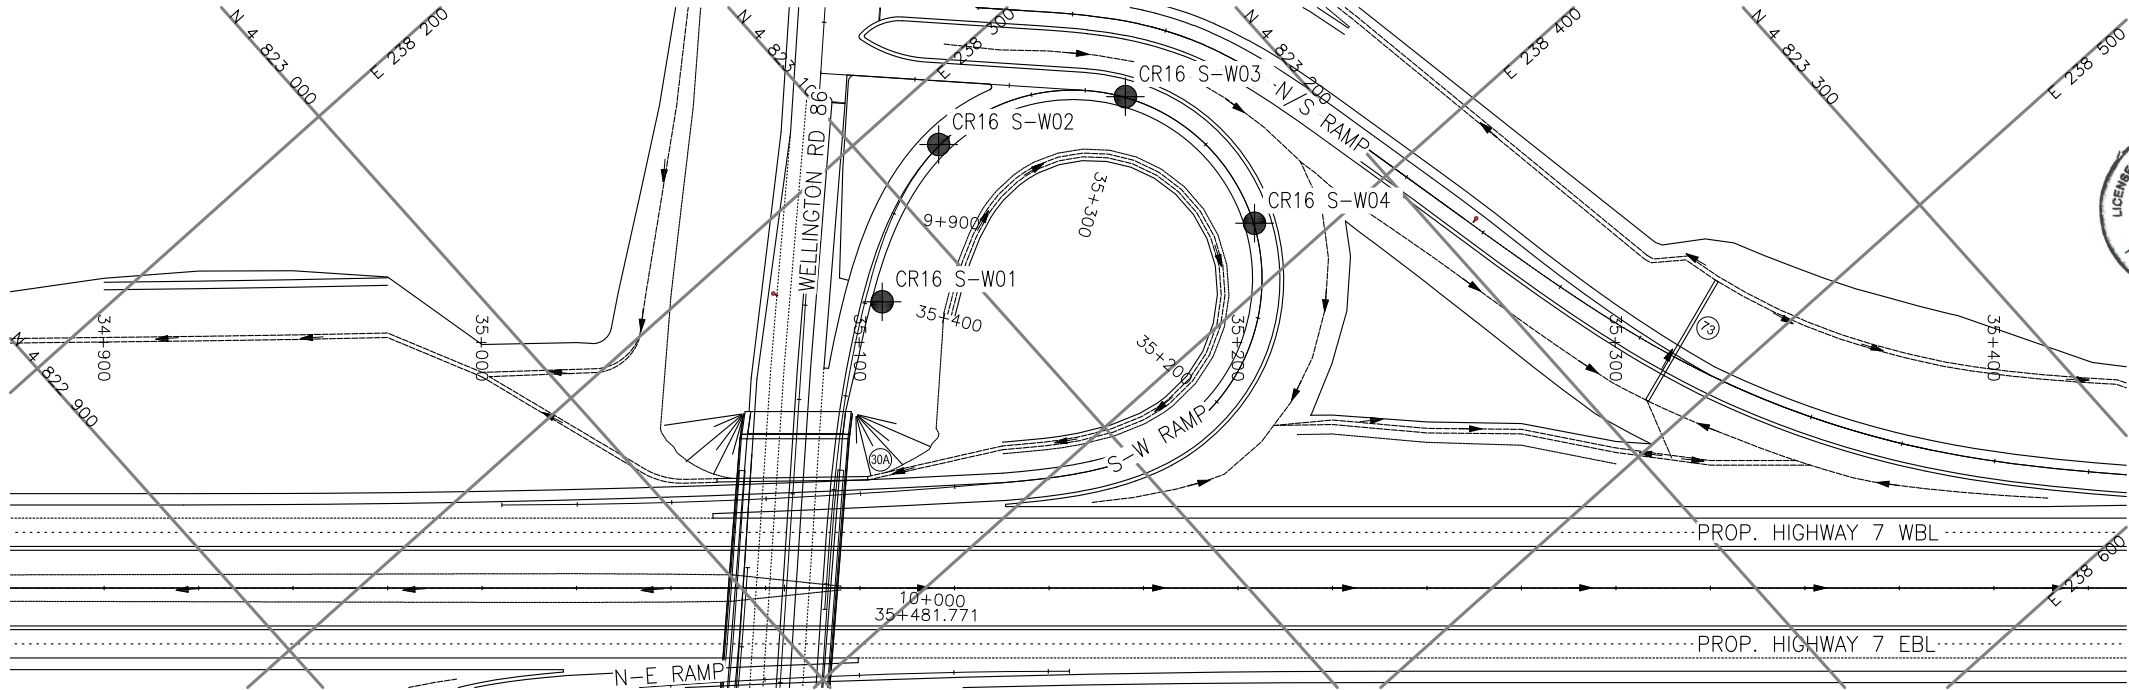 N 4 823 000
E 238 200
N 4 823 100
E 238 300
N 4 823 200
E 238 400
N 4 823 300
E 238 500
CR16 S-W03
N/S RAMP
CR16 S-W02
WELLINGTON RD 86
LICENSE
CR16 S-W04
35+300
9+900
CR16 S-W01
35+400
34+900
35+000
35+100
35+200
35+200
35+300
73
35+400
N 4 822 900
S-W RAMP
30A
PROP. HIGHWAY 7 WBL
E 238 600
10+000
35+481.771
PROP. HIGHWAY 7 EBL
N-E RAMP